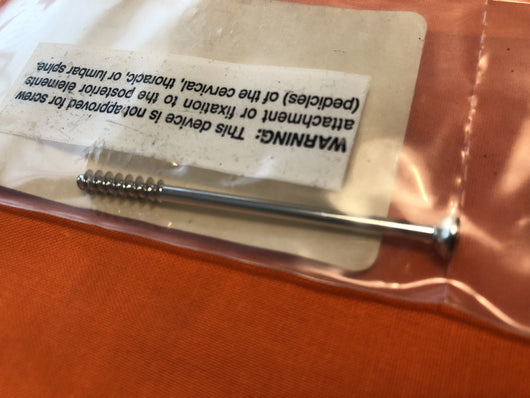 WARNING: This device is not approved for screw
attachment or fixation to the posterior elements
(pedicles) of the cervical, thoracic, or lumbar spine.